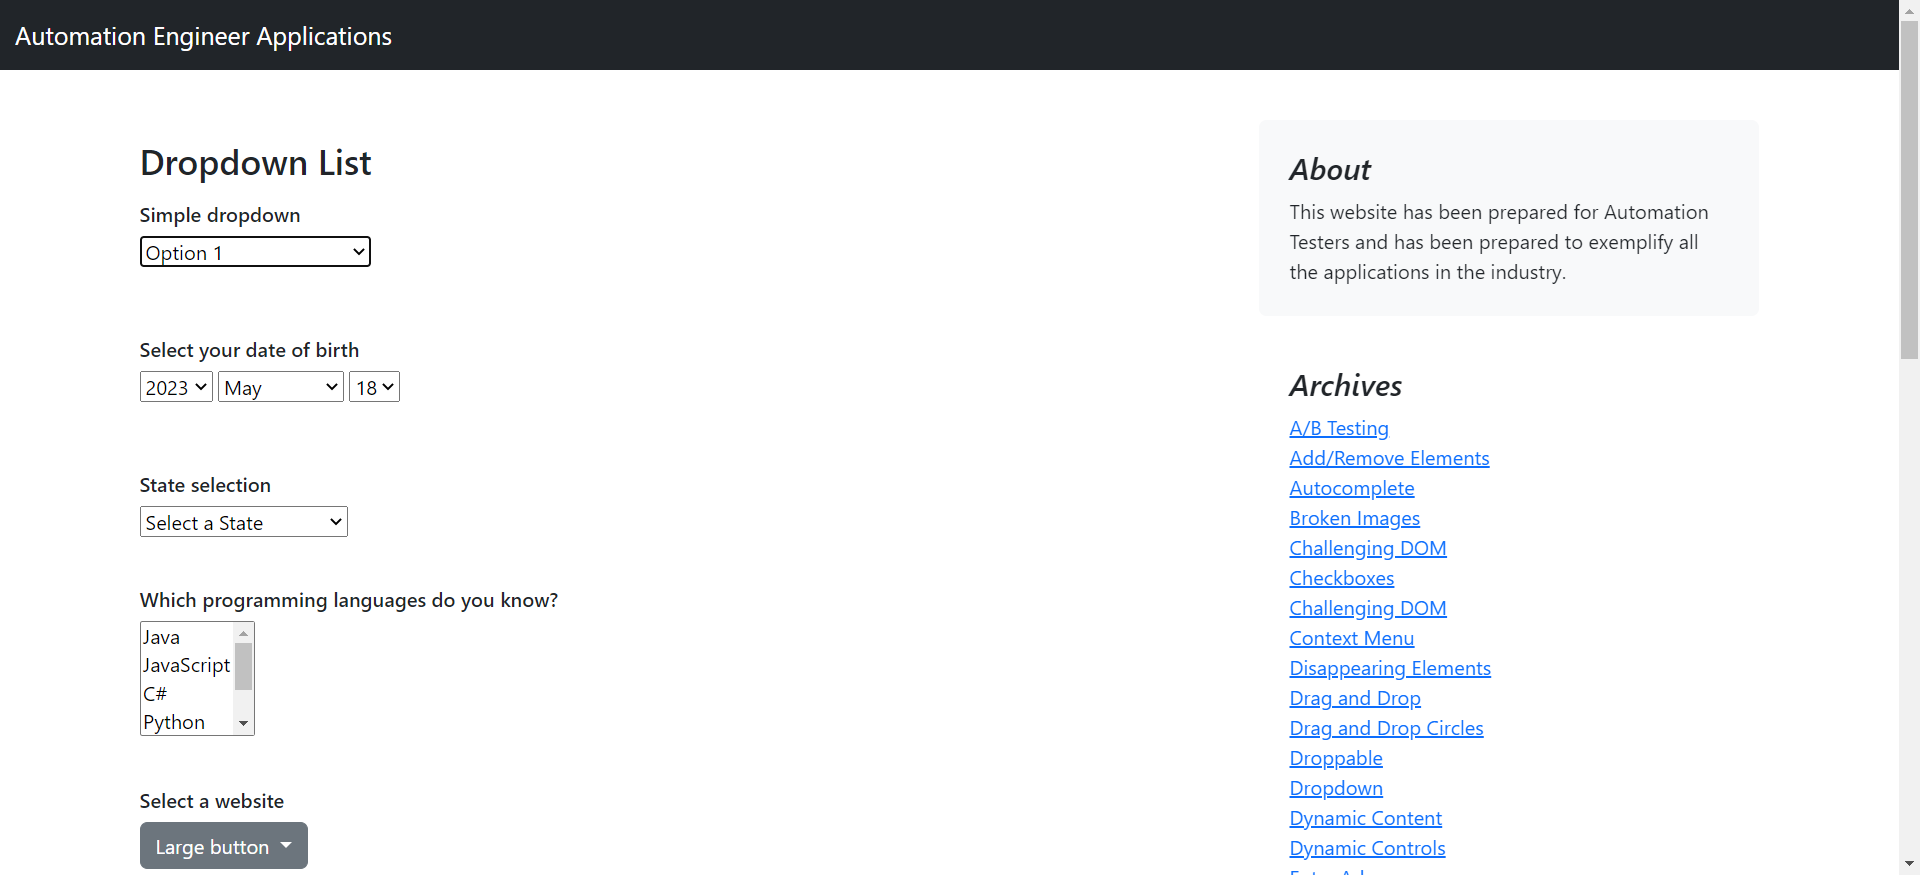 Automation Engineer Applications
Dropdown List
Simple dropdown
Option 1
Select your date of birth
2023 May 18
State selection
Select a State
Which programming languages do you know?
Java
JavaScript
C#
Python
Select a website
Large button
About
This website has been prepared for Automation
Testers and has been prepared to exemplify all
the applications in the industry.
Archives
A/B Testing
Add/Remove Elements
Autocomplete
Broken Images
Challenging DOM
Checkboxes
Challenging DOM
Context Menu
Disappearing Elements
Drag and Drop
Drag and Drop Circles
Droppable
Dropdown
Dynamic Content
Dynamic Controls